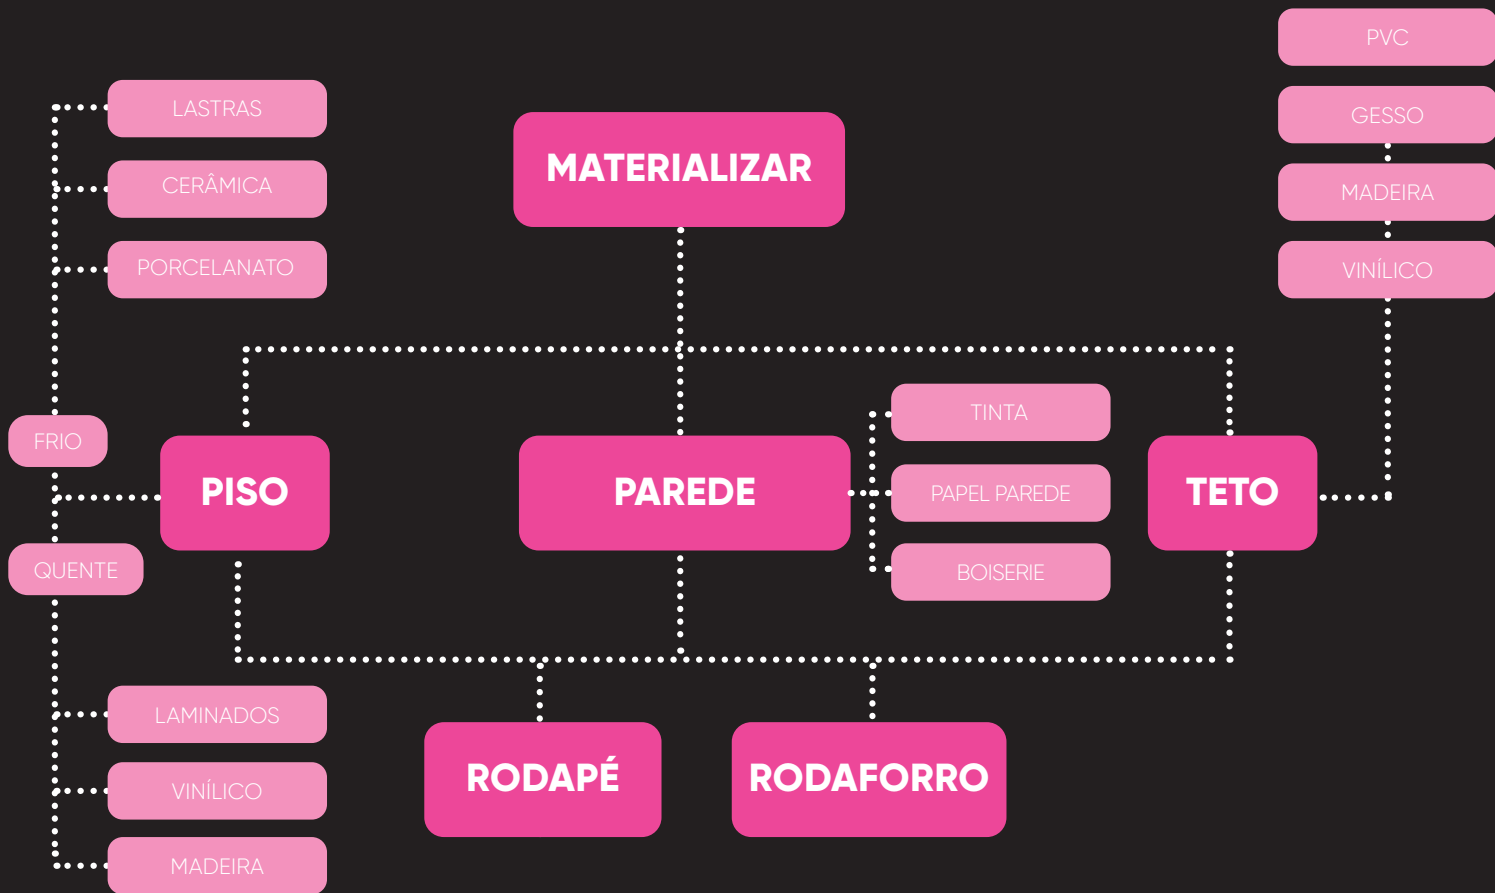 PVC
LASTRAS
GESSO
MATERIALIZAR
CERÂMICA
MADEIRA
PORCELANATO
VINÍLICO
TINTA
FRIO
PISO
PAREDE
PAPEL PAREDE
TETO
QUENTE
BOISERIE
LAMINADOS
RODAPÉ
RODAFORRO
VINÍLICO
MADEIRA